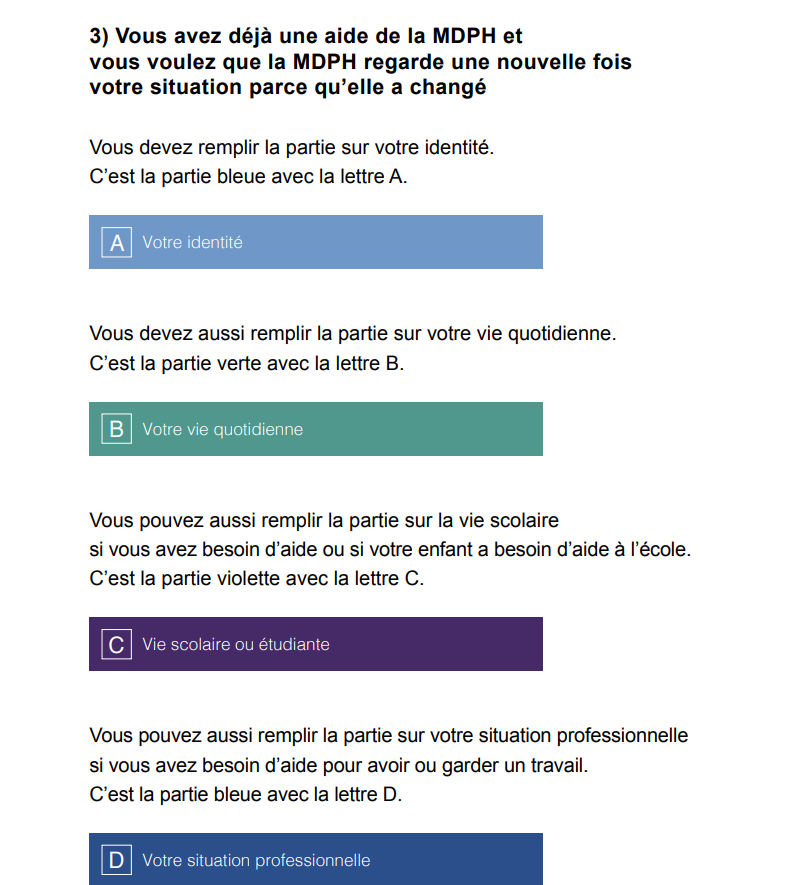 3) Vous avez déjà une aide de la MDPH et
vous voulez que la MDPH regarde une nouvelle fois
votre situation parce qu’elle a changé
Vous devez remplir la partie sur votre identité.
C’est la partie bleue avec la lettre A.
A Votre identité
Vous devez aussi remplir la partie sur votre vie quotidienne.
C’est la partie verte avec la lettre B.
B Votre vie quotidienne
Vous pouvez aussi remplir la partie sur la vie scolaire
si vous avez besoin d’aide ou si votre enfant a besoin d’aide à l’école.
C’est la partie violette avec la lettre C.
C Vie scolaire ou étudiante
Vous pouvez aussi remplir la partie sur votre situation professionnelle
si vous avez besoin d’aide pour avoir ou garder un travail.
C’est la partie bleue avec la lettre D.
D Votre situation professionnelle